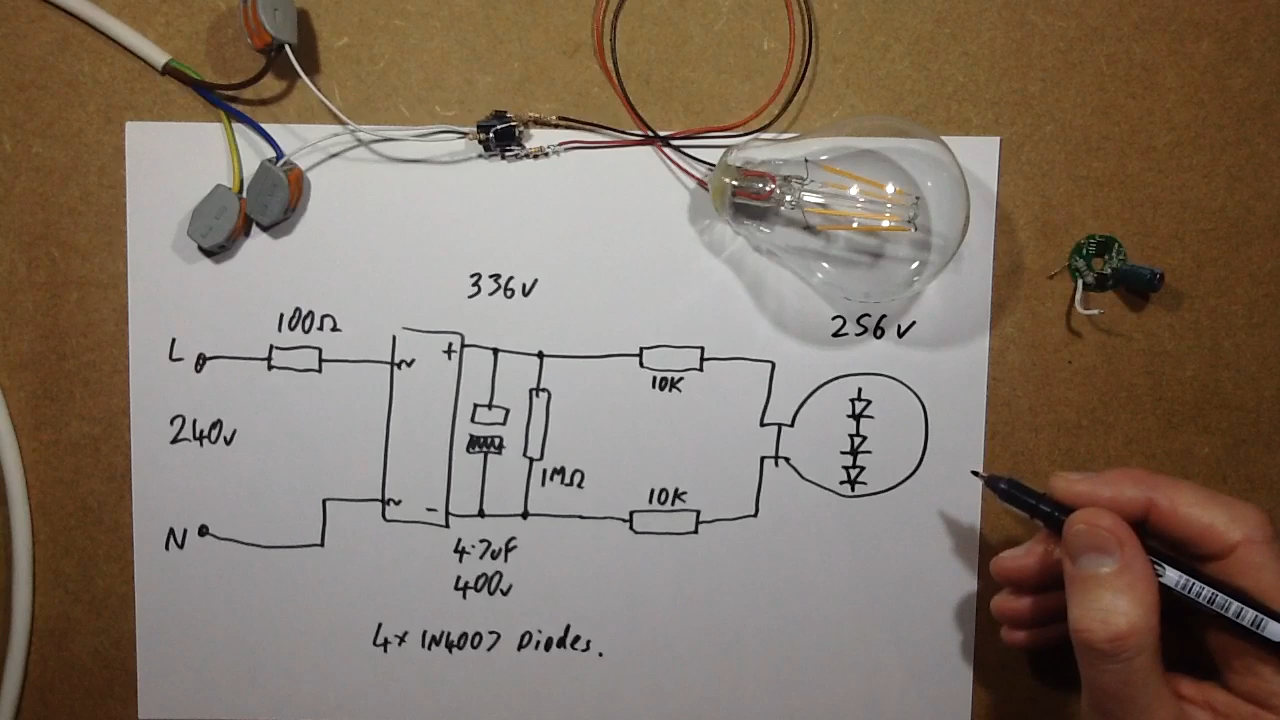 336v
100Ω
256v
L
+
~
10K
240v
1MΩ
10K
~
-
N
4.7uF
400v
4x 1N4007 Diodes.